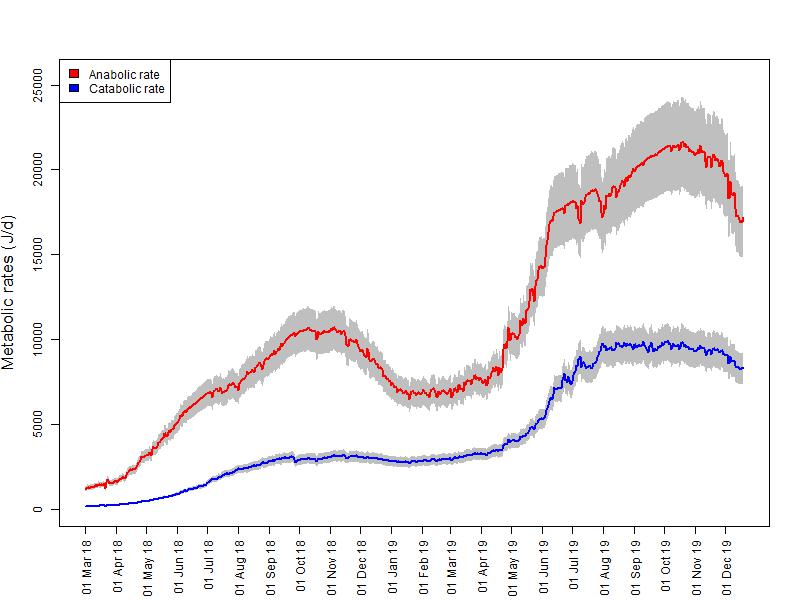 Anabolic rate
Catabolic rate
Metabolic rates (J/d)
25000
20000
15000
10000
5000
0
01 Mar 18
01 Apr 18
01 May 18
01 Jun 18
01 Jul 18
01 Aug 18
01 Sep 18
01 Oct 18
01 Nov 18
01 Dec 18
01 Jan 19
01 Feb 19
01 Mar 19
01 Apr 19
01 May 19
01 Jun 19
01 Jul 19
01 Aug 19
01 Sep 19
01 Oct 19
01 Nov 19
01 Dec 19